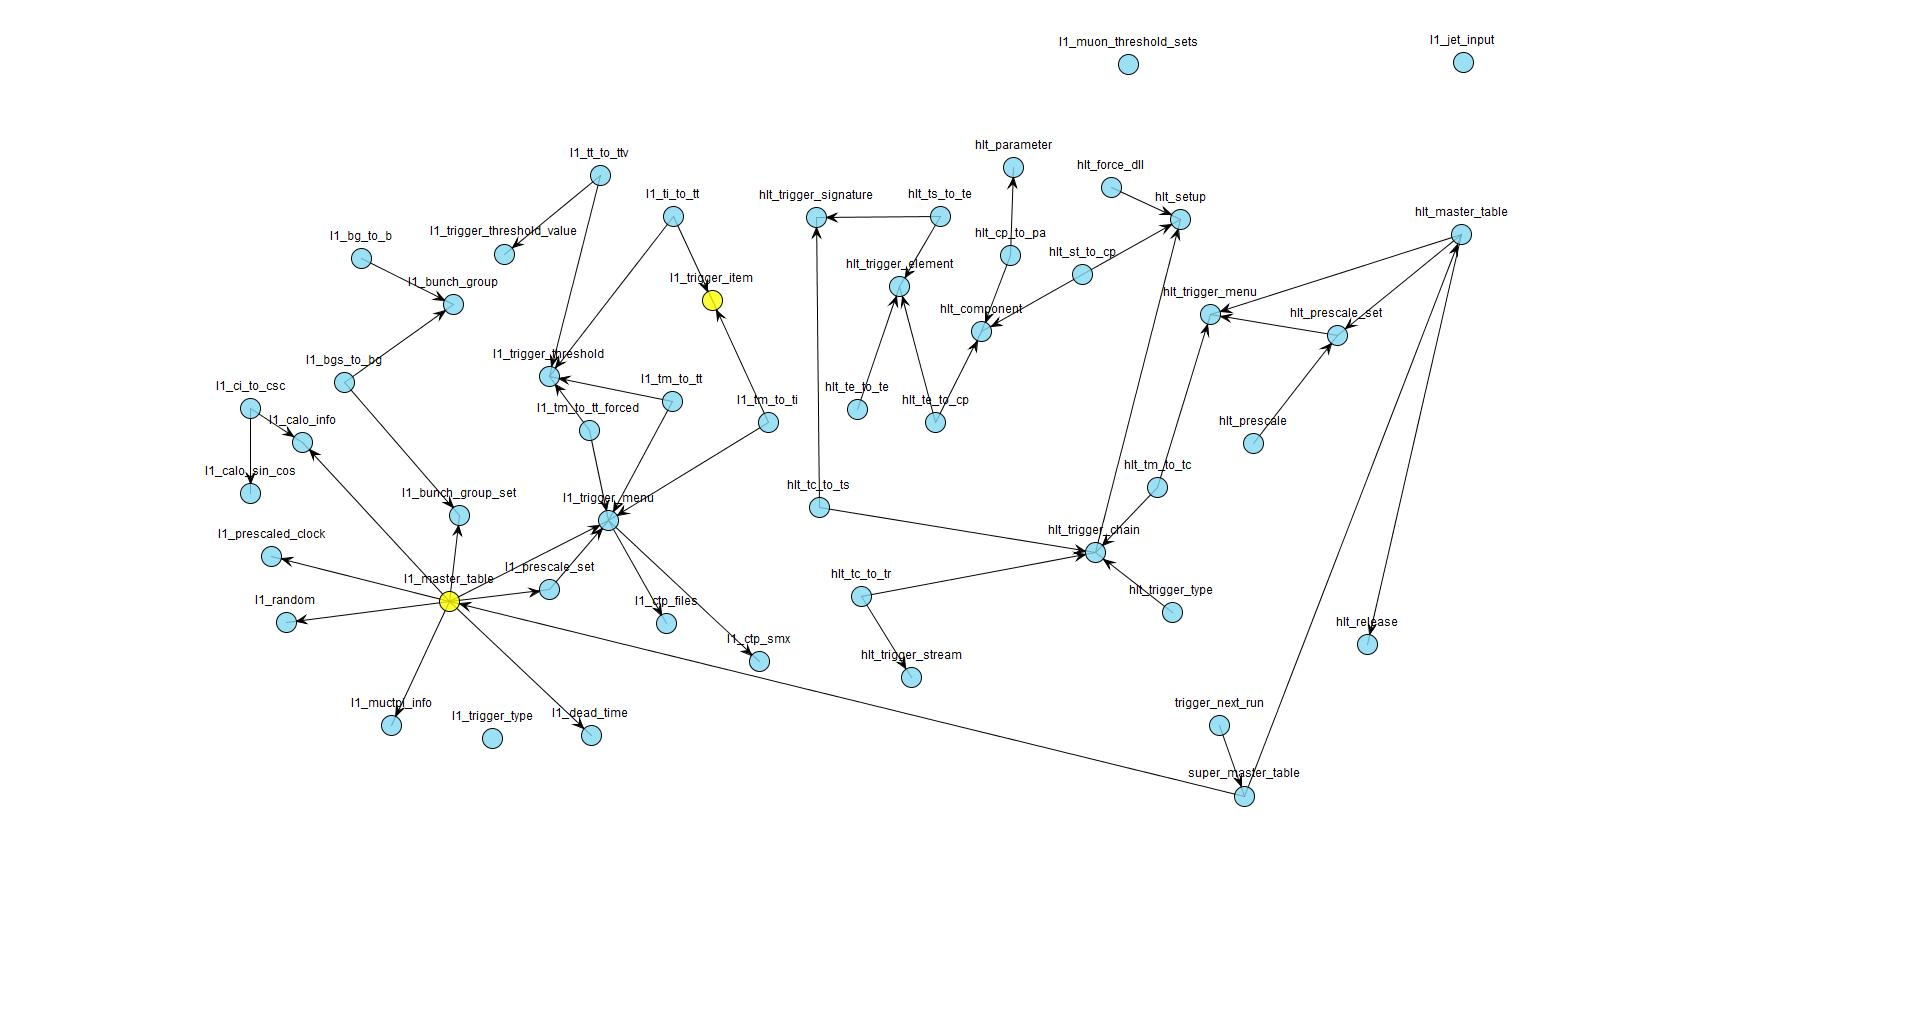 l1_jet_input
l1_muon_threshold_sets
hlt_parameter
l1_tt_to_ttv
hlt_force_dll
l1_ti_to_tt
hlt_trigger_signature
hlt_ts_to_te
hlt_setup
hlt_master_table
l1_bg_to_b
l1_trigger_threshold_value
hlt_cp_to_pa
hlt_st_to_cp
hlt_trigger_element
l1_bunch_group
l1_trigger_item
hlt_trigger_menu
hlt_component
hlt_prescale_set
l1_bgs_to_bg
l1_trigger_threshold
l1_ci_to_csc
l1_tm_to_tt
hlt_te_to_te
l1_calo_info
l1_tm_to_tt_forced
l1_tm_to_ti
hlt_te_to_cp
hlt_prescale
l1_calo_sin_cos
hlt_tm_to_tc
l1_bunch_group_set
l1_trigger_menu
hlt_tc_to_ts
l1_prescaled_clock
hlt_trigger_chain
l1_master_table
l1_prescale_set
hlt_tc_to_tr
l1_random
l1_ctp_files
hlt_trigger_type
l1_ctp_smx
hlt_trigger_stream
hlt_release
l1_muctpi_info
l1_trigger_type
l1_dead_time
trigger_next_run
super_master_table